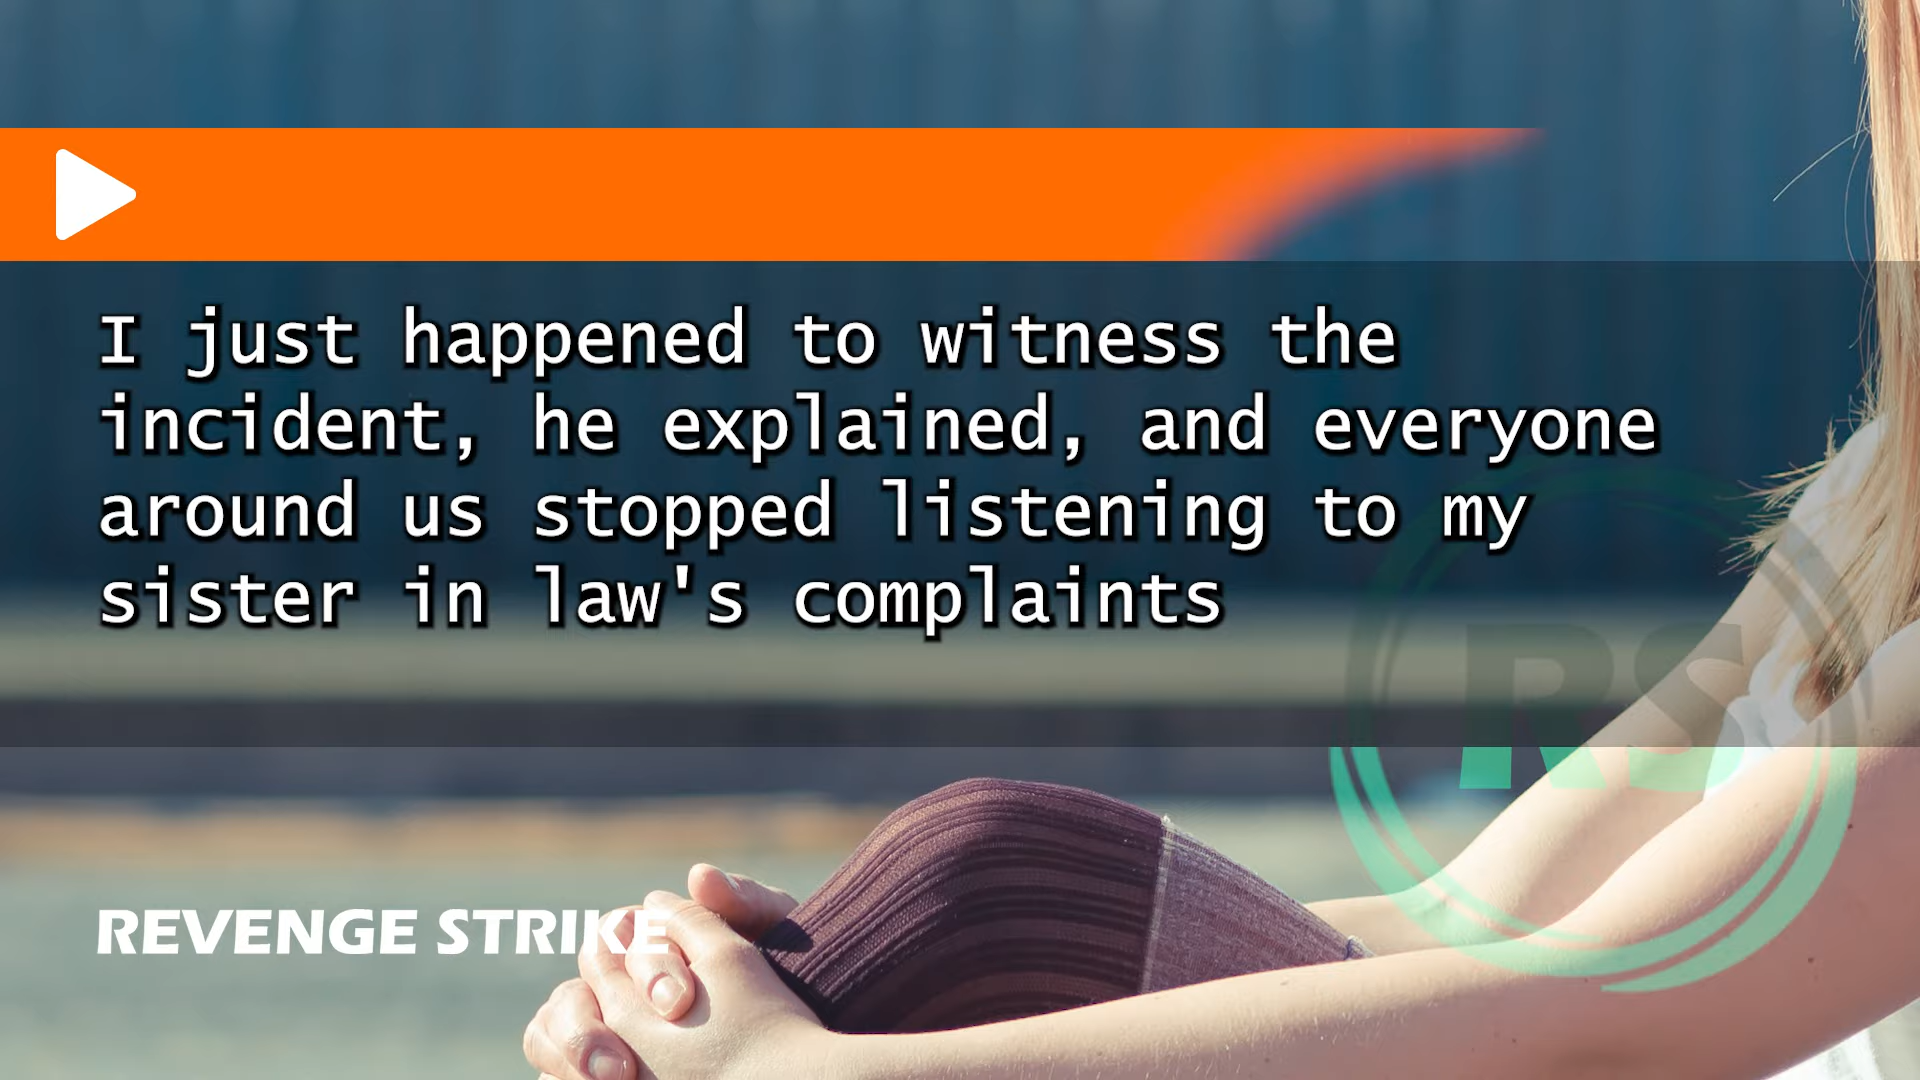 I just happened to witness the
incident, he explained, and everyone
around us stopped listening to my
sister in law's complaints
RS
REVENGE STRIKE